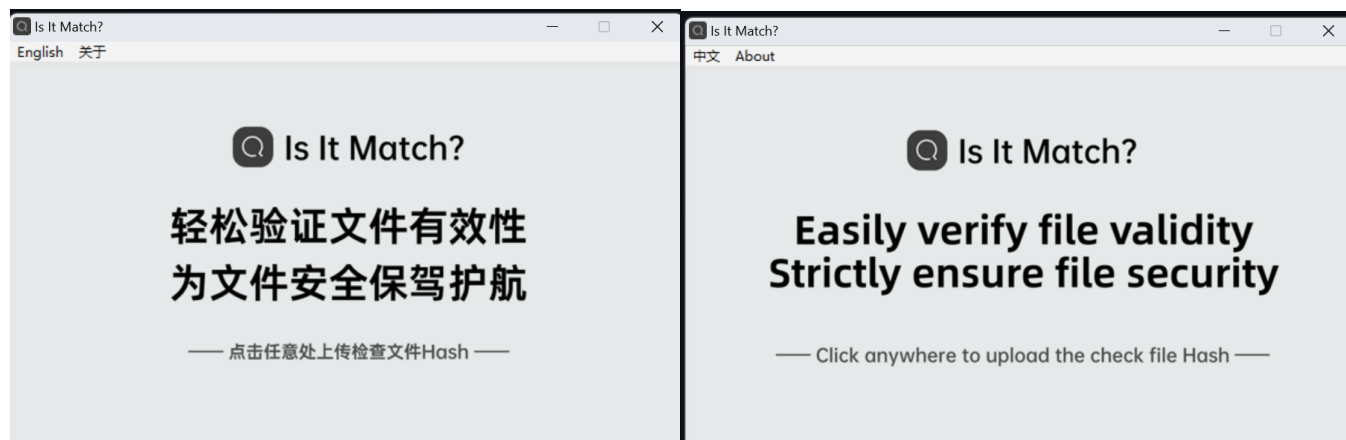 Is It Match?
English 关于
Is It Match?
轻松验证文件有效性
为文件安全保驾护航
点击任意处上传检查文件Hash
Is It Match?
中文 About
Is It Match?
Easily verify file validity
Strictly ensure file security
Click anywhere to upload the check file Hash